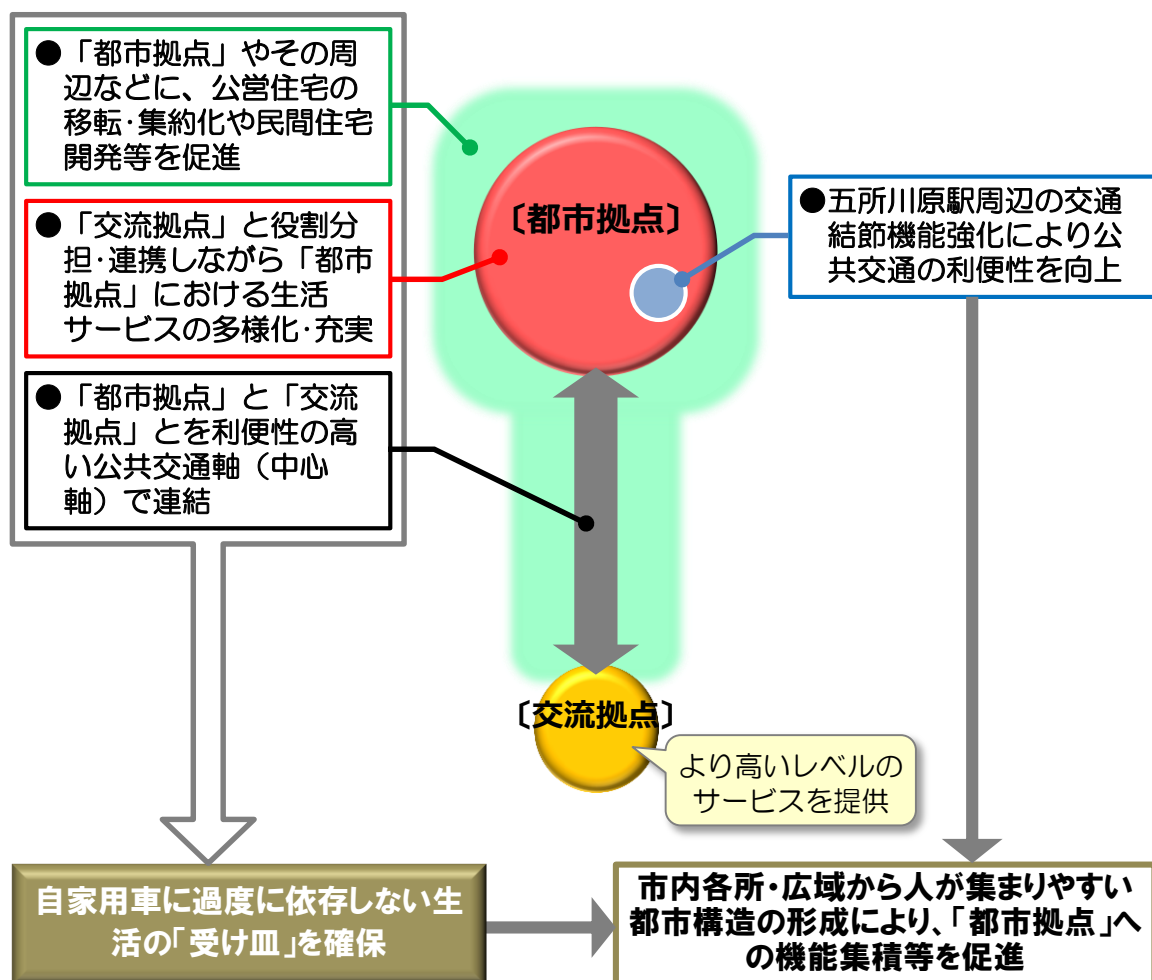 ●「都市拠点」やその周
辺などに、公営住宅の
移転･集約化や民間住宅
開発等を促進
●「交流拠点」と役割分
担･連携しながら「都市
拠点」における生活
サービスの多様化･充実
●「都市拠点」と「交流
拠点」とを利便性の高
い公共交通軸（中心
軸）で連結
〔都市拠点〕
●五所川原駅周辺の交通
結節機能強化により公
共交通の利便性を向上
〔交流拠点〕
より高いレベルの
サービスを提供
自家用車に過度に依存しない生
活の「受け皿」を確保
市内各所・広域から人が集まりやすい
都市構造の形成により、「都市拠点」へ
の機能集積等を促進